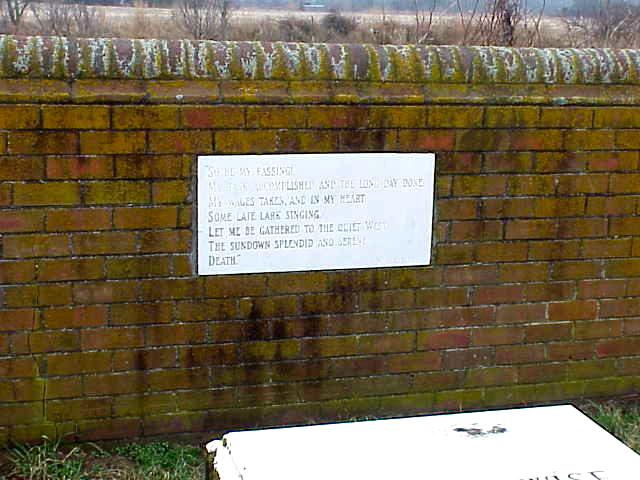 "So be my passing!
My task accomplished and the long day done,
My wages taken, and in my heart
Some late lark singing,
Let me be gathered to the quiet West
The sundown splendid and serene
Death."